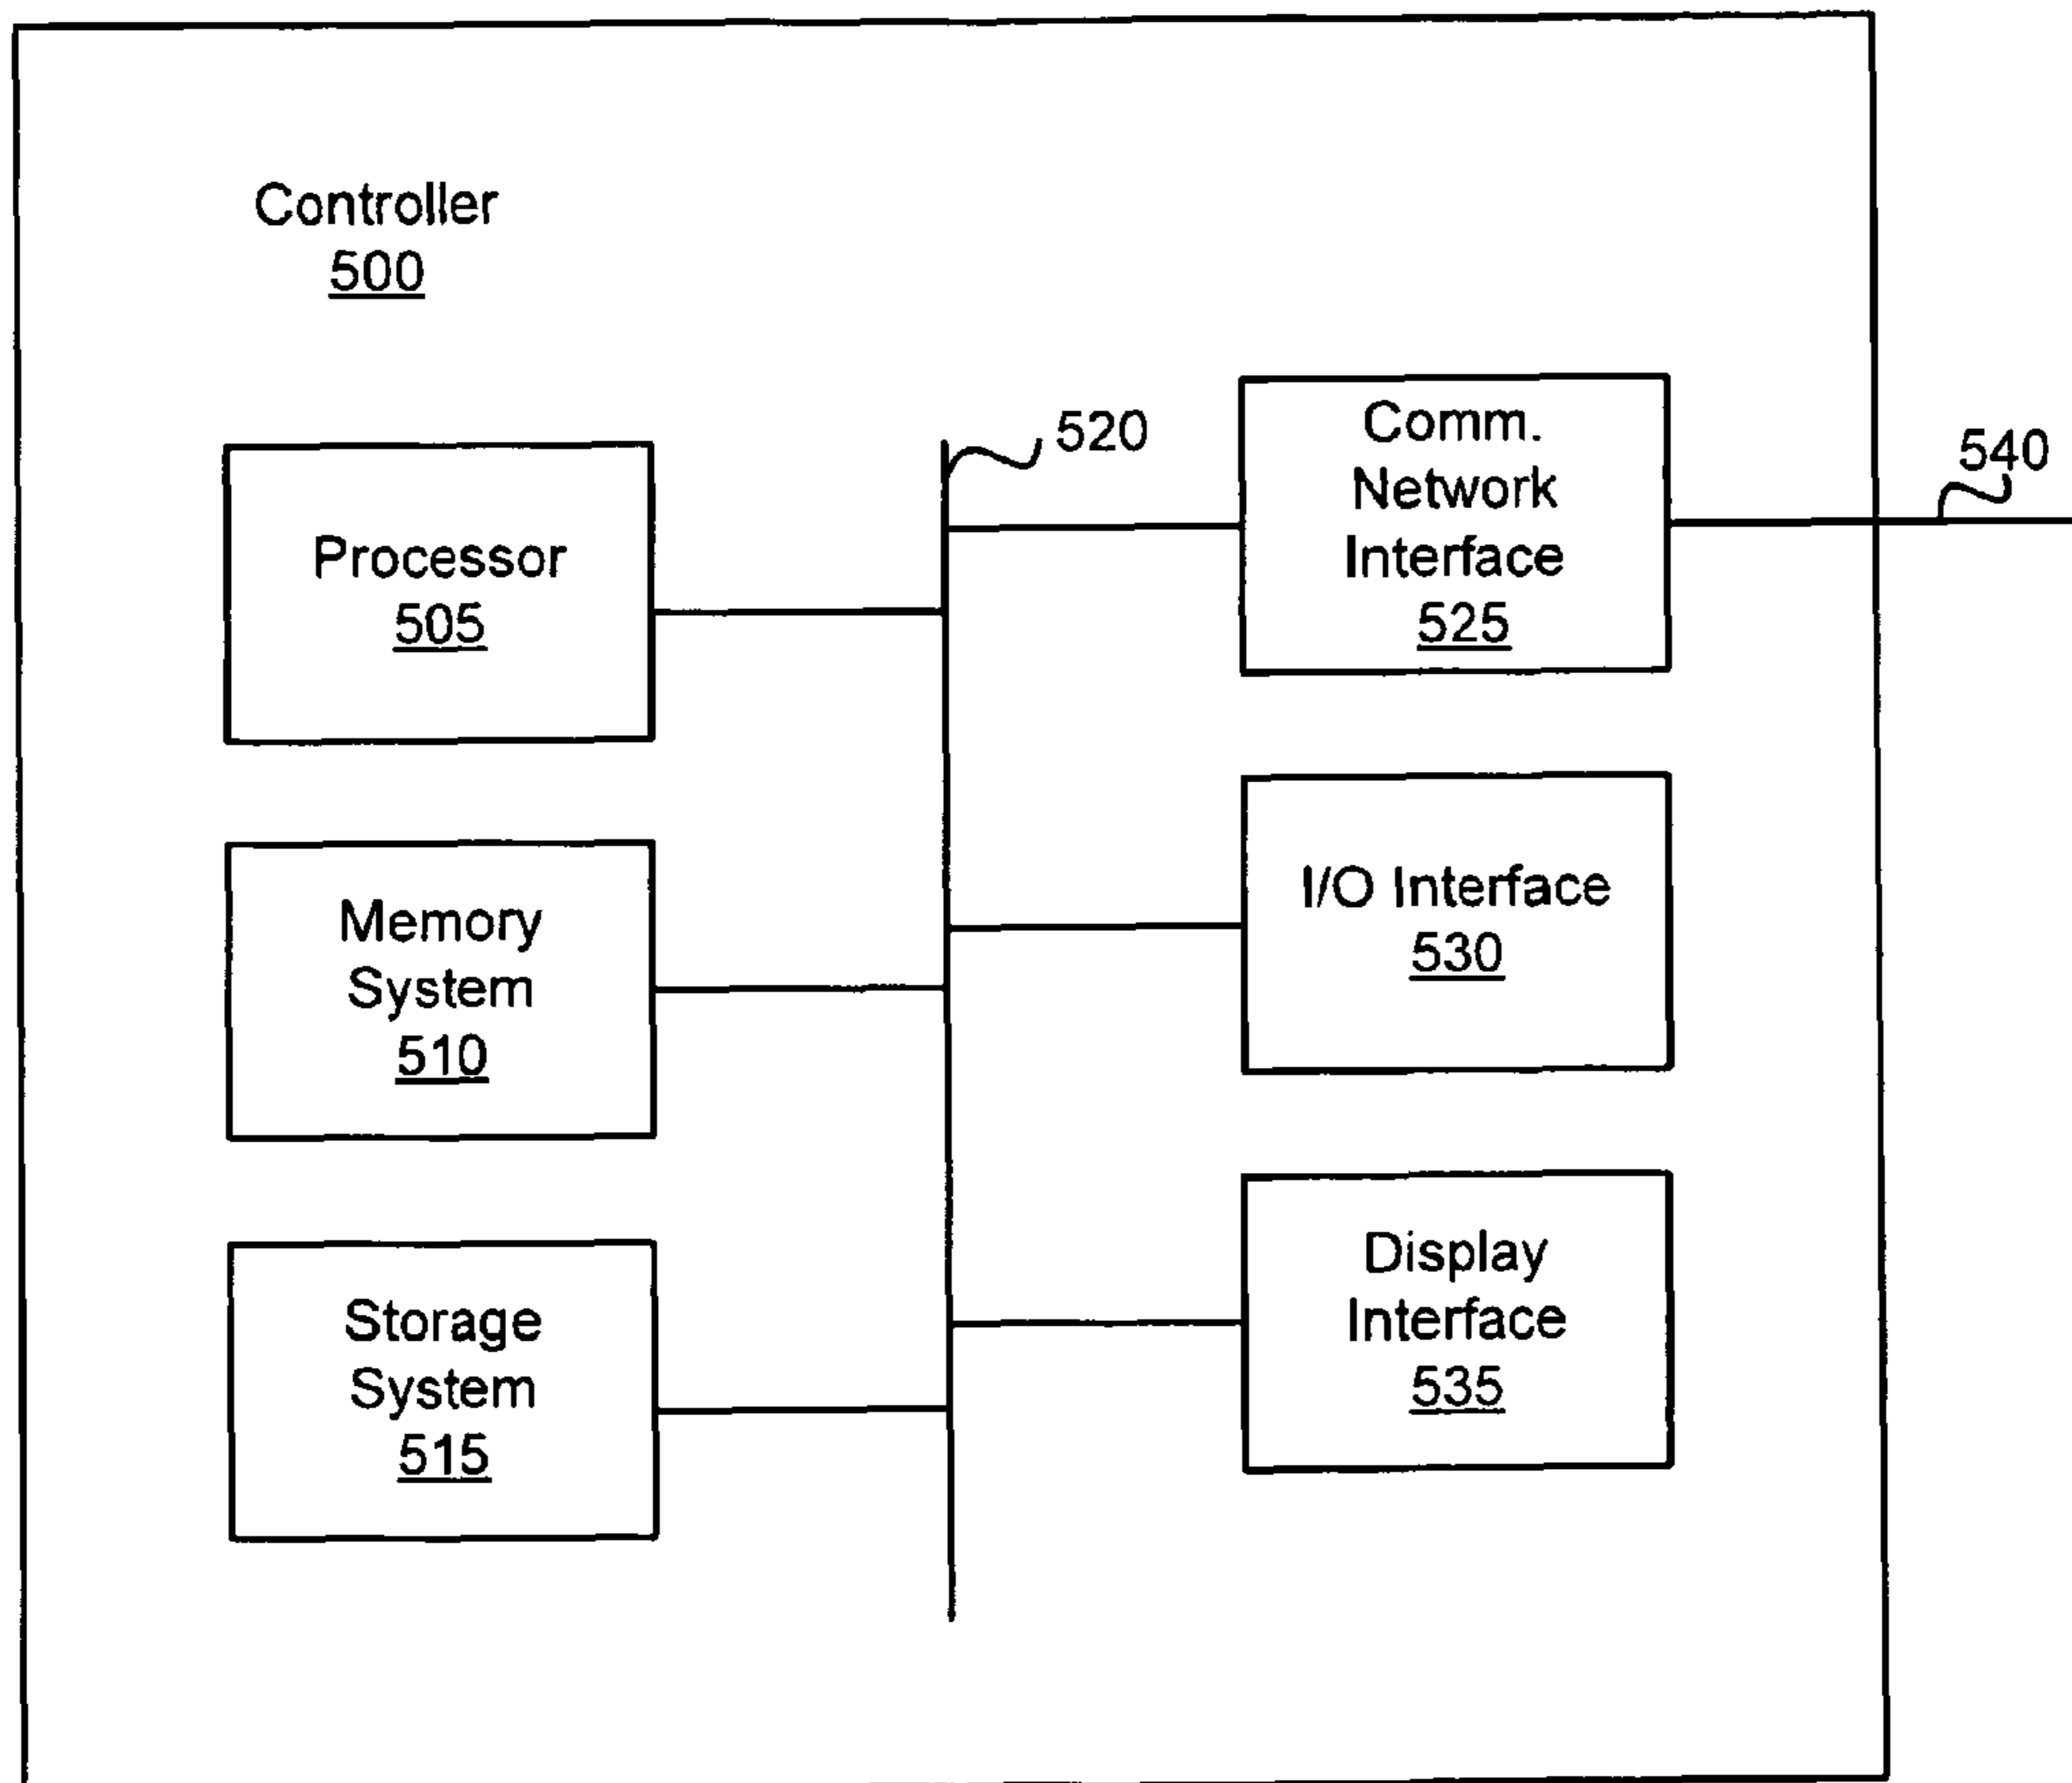 Controller
500
Processor
505
Memory
System
510
Storage
System
515
520
Comm.
Network
Interface
525
I/O Interface
530
Display
Interface
535
540